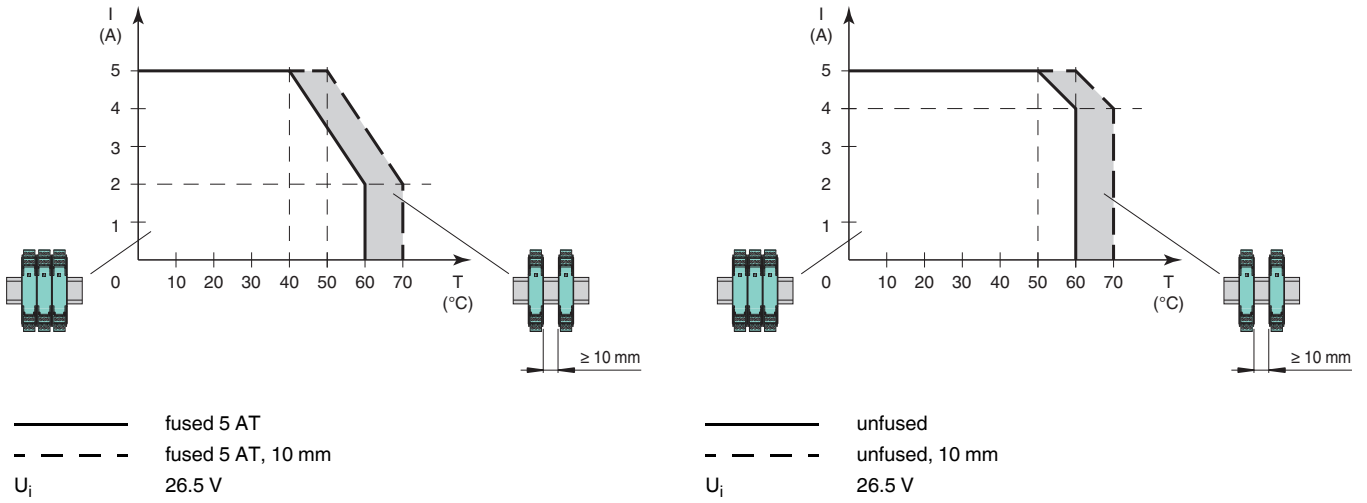 I
(A)
5
4
3
2
1
0
10 20 30 40 50 60 70 T
(°C)
≥ 10 mm
fused 5 AT
fused 5 AT, 10 mm
Ui 26.5 V
I
(A)
5
4
3
2
1
0
10 20 30 40 50 60 70 T
(°C)
≥ 10 mm
unfused
unfused, 10 mm
Ui 26.5 V